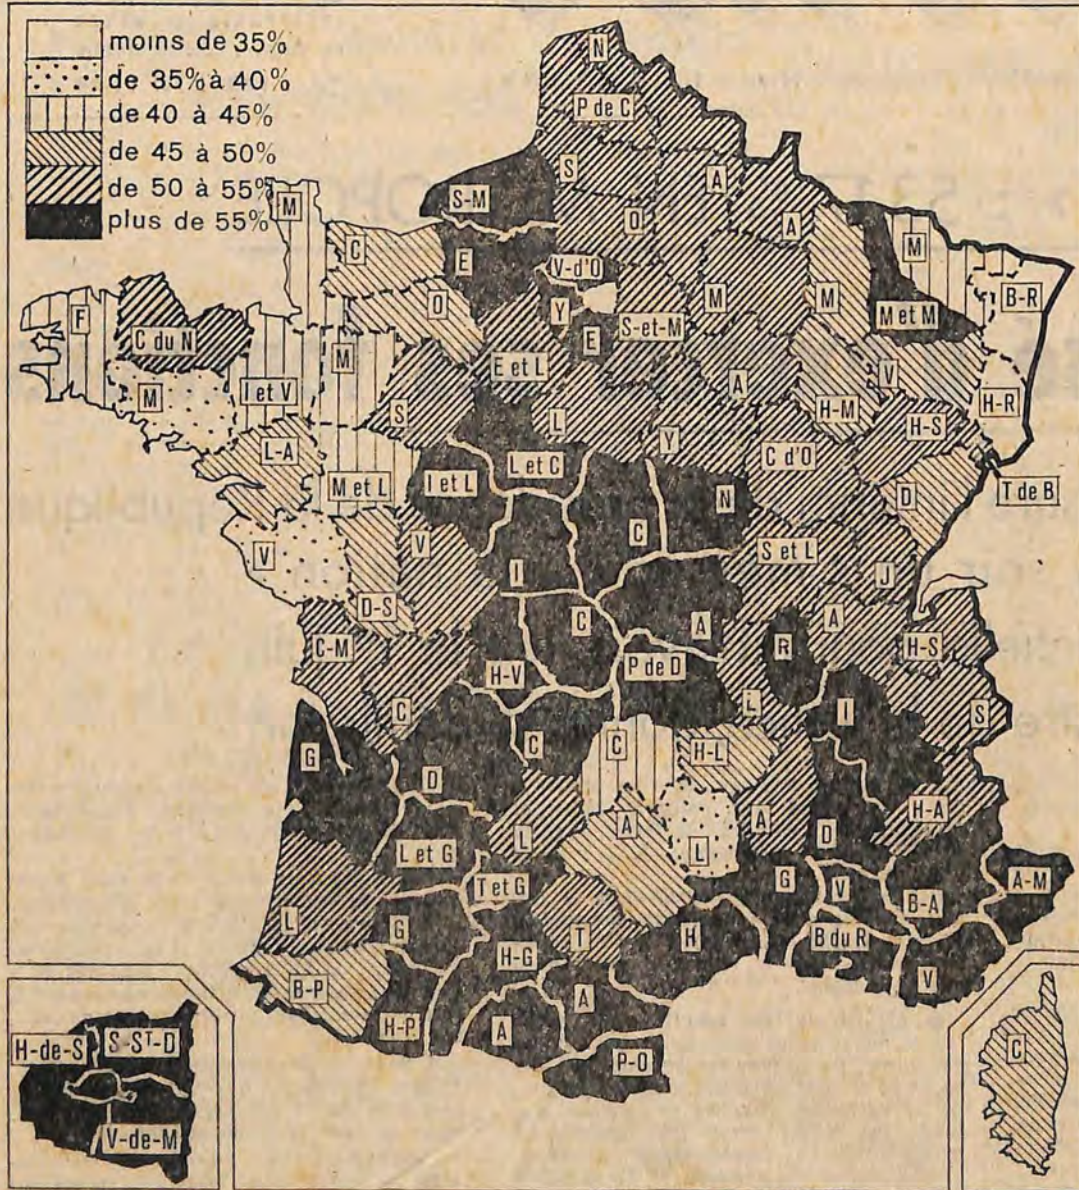 moins de 35%
de 35% à 40%
de 40 à 45%
de 45 à 50%
de 50 à 55%
plus de 55%
N
P de C
S
A
S-M
M
C
O
A
M
E
V-d'O
B-R
F
O
Y
M
M
M et M
C du N
M
E
S-et-M
E et L
V
M
I et V
A
H-M
H-R
S
L
Y
H-S
L-A
C d'O
L et C
M et L
I et L
N
D
T de B
C
V
V
S et L
I
J
D-S
C
A
A
C-M
R
H-S
H-V
P de D
C
L
I
S
G
C
C
H-L
D
H-A
L
A
A
D
L et G
L
G
V
A-M
T et G
B-A
L
G
T
H
B du R
H-G
V
B-P
A
H-P
A
P-O
H-de-S
S-Sᵀ-D
V-de-M
C
publique